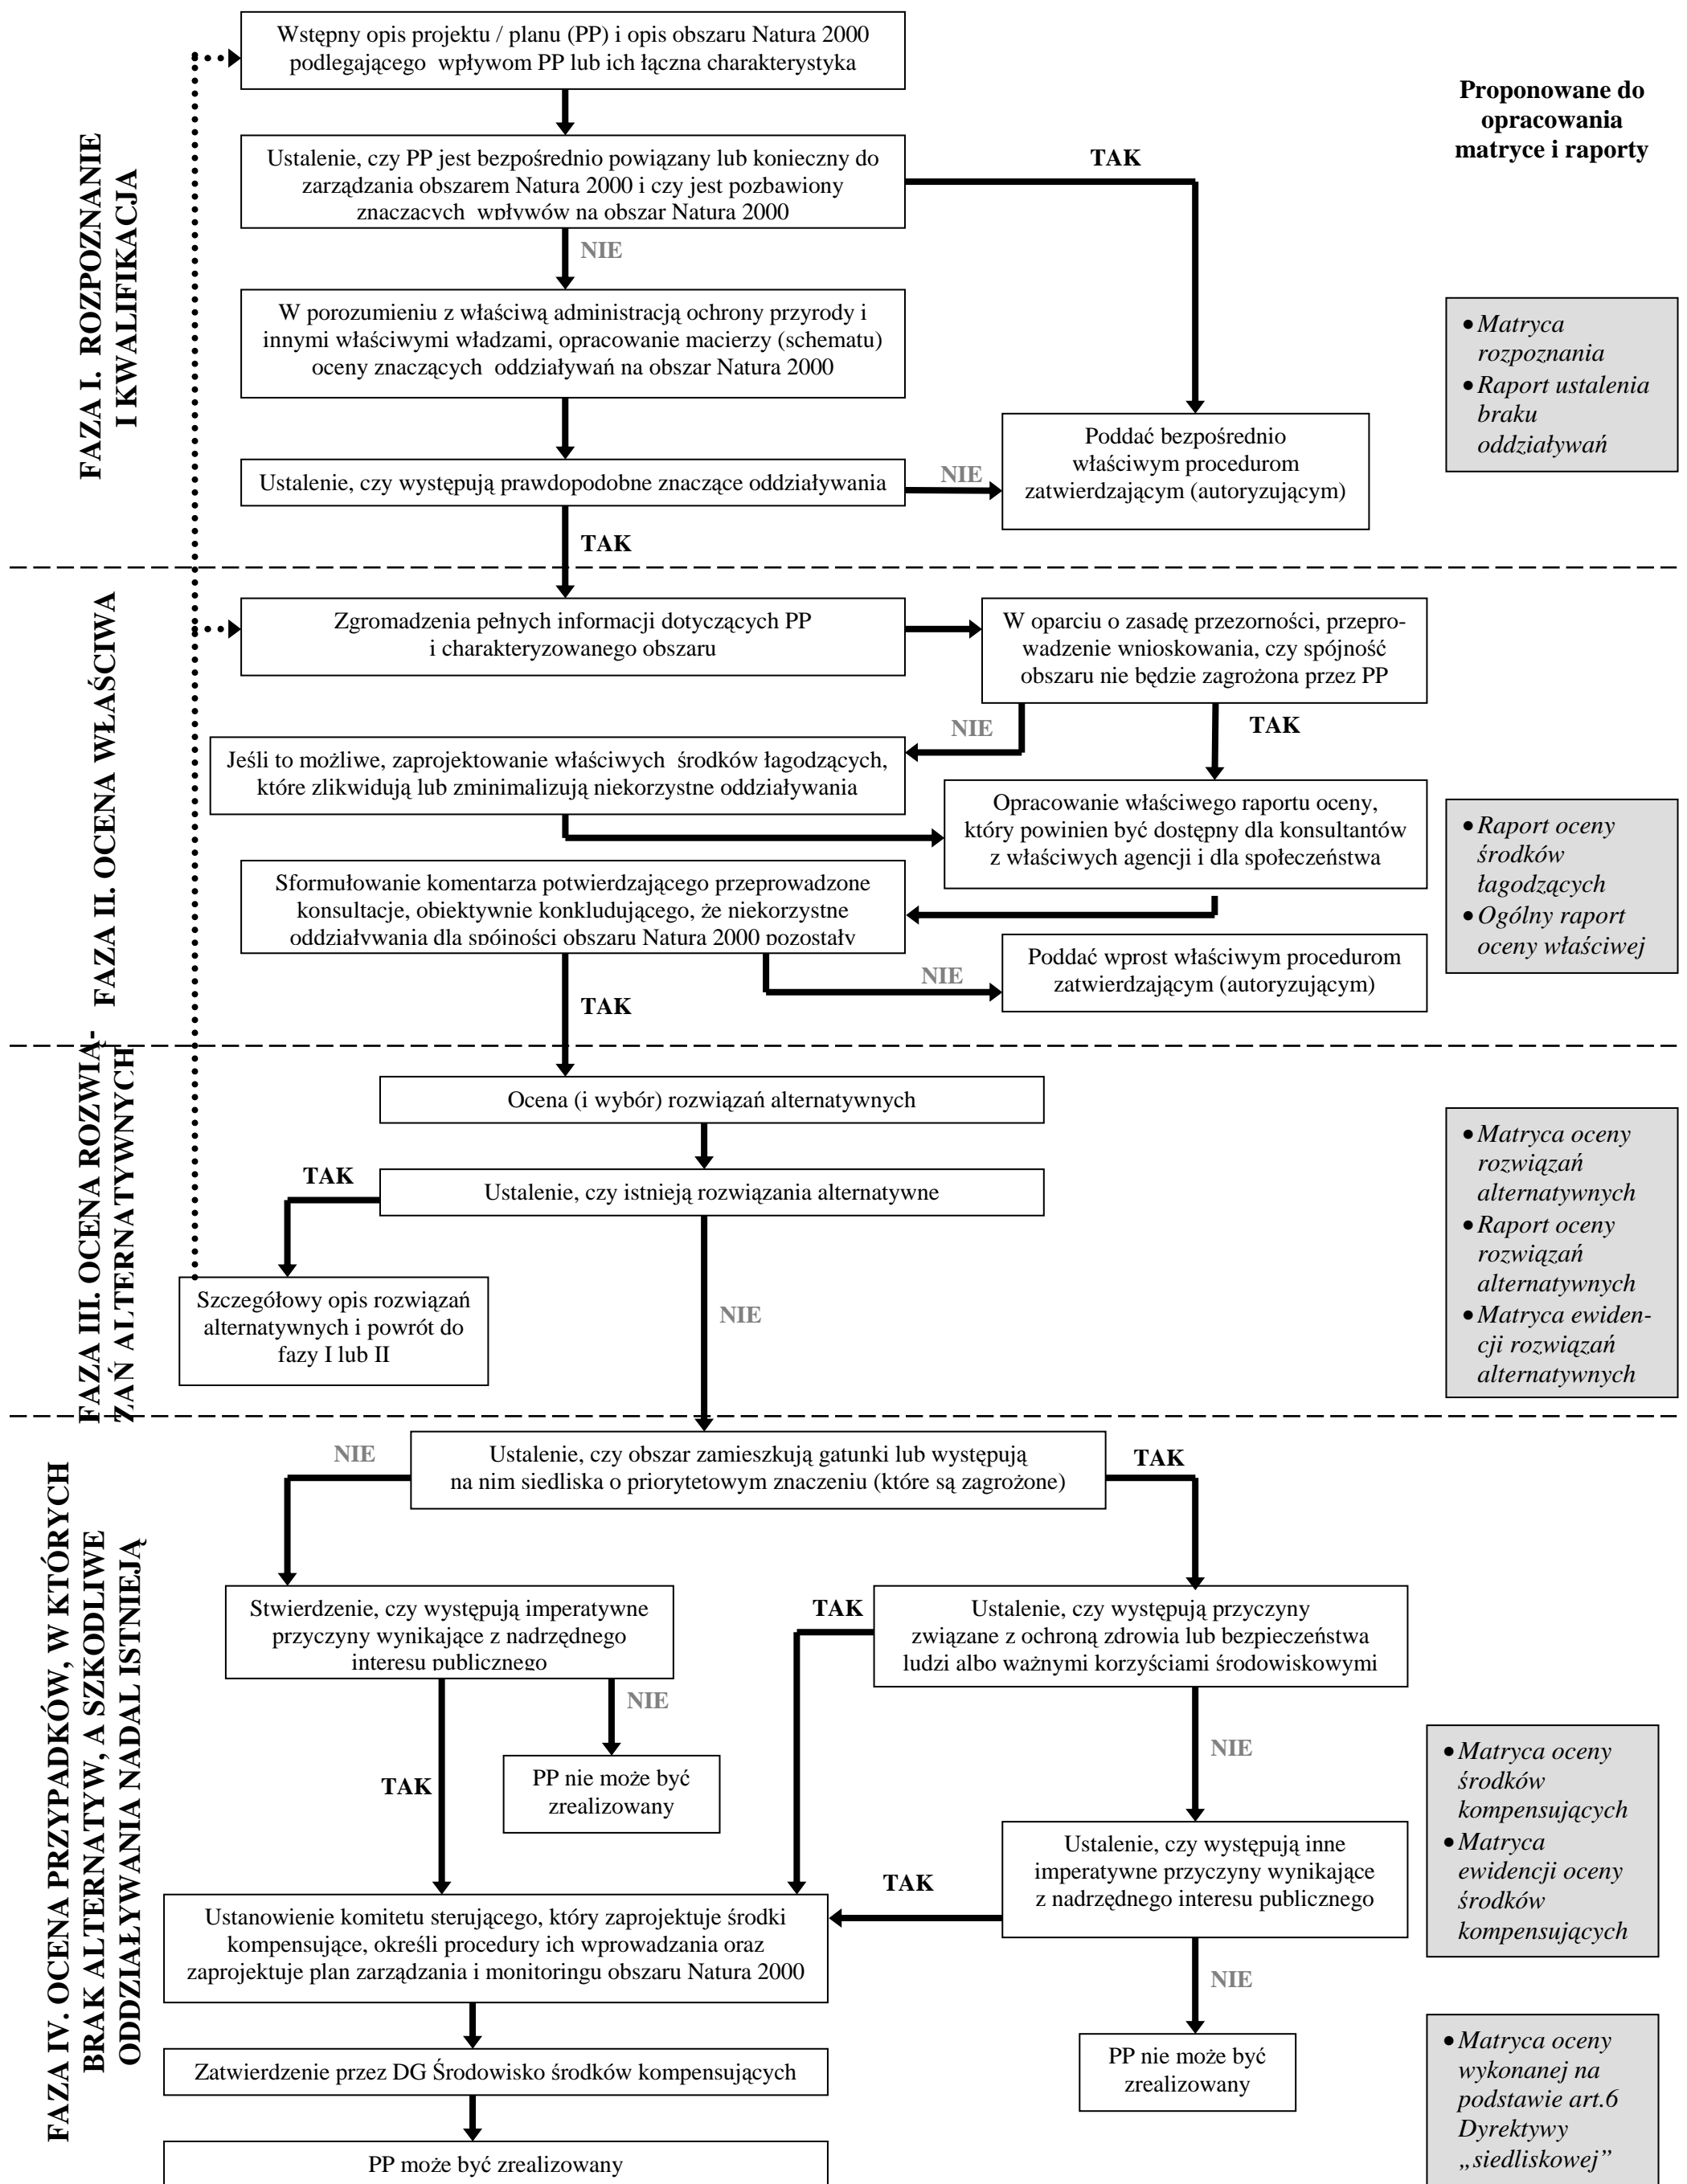 Wstępny opis projektu / planu (PP) i opis obszaru Natura 2000
podlegającego wpływom PP lub ich łączna charakterystyka
Proponowane do
opracowania
matryce i raporty
FAZA I. ROZPOZNANIE
I KWALIFIKACJA
Ustalenie, czy PP jest bezpośrednio powiązany lub konieczny do
zarządzania obszarem Natura 2000 i czy jest pozbawiony
znaczących wpływów na obszar Natura 2000
TAK
NIE
W porozumieniu z właściwą administracją ochrony przyrody i
innymi właściwymi władzami, opracowanie macierzy (schematu)
oceny znaczących oddziaływań na obszar Natura 2000
• Matryca
rozpoznania
• Raport ustalenia
braku
oddziaływań
Poddać bezpośrednio
właściwym procedurom
zatwierdzającym (autoryzującym)
Ustalenie, czy występują prawdopodobne znaczące oddziaływania
NIE
TAK
FAZA II. OCENA WŁAŚCIWA
Zgromadzenia pełnych informacji dotyczących PP
i charakteryzowanego obszaru
W oparciu o zasadę przezorności, przepro-
wadzenie wnioskowania, czy spójność
obszaru nie będzie zagrożona przez PP
NIE
TAK
Jeśli to możliwe, zaprojektowanie właściwych środków łagodzących,
które zlikwidują lub zminimalizują niekorzystne oddziaływania
Opracowanie właściwego raportu oceny,
który powinien być dostępny dla konsultantów
z właściwych agencji i dla społeczeństwa
• Raport oceny
środków
łagodzących
• Ogólny raport
oceny właściwej
Sformułowanie komentarza potwierdzającego przeprowadzone
konsultacje, obiektywnie konkludującego, że niekorzystne
oddziaływania dla spójności obszaru Natura 2000 pozostały
Poddać wprost właściwym procedurom
zatwierdzającym (autoryzującym)
NIE
TAK
FAZA III. OCENA ROZWIĄ-
ZAŃ ALTERNATYWNYCH
Ocena (i wybór) rozwiązań alternatywnych
TAK
Ustalenie, czy istnieją rozwiązania alternatywne
• Matryca oceny
rozwiązań
alternatywnych
• Raport oceny
rozwiązań
alternatywnych
• Matryca ewiden-
cji rozwiązań
alternatywnych
Szczegółowy opis rozwiązań
alternatywnych i powrót do
fazy I lub II
NIE
FAZA IV. OCENA PRZYPADKÓW, W KTÓRYCH
BRAK ALTERNATYW, A SZKODLIWE
ODDZIAŁYWANIA NADAL ISTNIEJĄ
NIE
Ustalenie, czy obszar zamieszkują gatunki lub występują
na nim siedliska o priorytetowym znaczeniu (które są zagrożone)
TAK
Stwierdzenie, czy występują imperatywne
przyczyny wynikające z nadrzędnego
interesu publicznego
TAK
Ustalenie, czy występują przyczyny
związane z ochroną zdrowia lub bezpieczeństwa
ludzi albo ważnymi korzyściami środowiskowymi
NIE
NIE
TAK
PP nie może być
zrealizowany
• Matryca oceny
środków
kompensujących
• Matryca
ewidencji oceny
środków
kompensujących
Ustalenie, czy występują inne
imperatywne przyczyny wynikające
z nadrzędnego interesu publicznego
TAK
Ustanowienie komitetu sterującego, który zaprojektuje środki
kompensujące, określi procedury ich wprowadzania oraz
zaprojektuje plan zarządzania i monitoringu obszaru Natura 2000
NIE
PP nie może być
zrealizowany
Zatwierdzenie przez DG Środowisko środków kompensujących
• Matryca oceny
wykonanej na
podstawie art.6
Dyrektywy
„siedliskowej”
PP może być zrealizowany